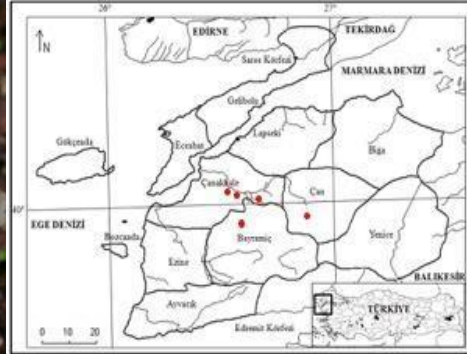 26°
27°
EDİRNE
TEKİRDAĞ
N
Saros Körfezi
MARMARA DENİZİ
Gelibolu
Lapseki
Eceabat
Biga
Gökçeada
Çanakkale
Çan
40°
40°
EGE DENİZİ
Bozcaada
Bayramiç
Yenice
Ezine
BALIKESİR
Ayvacık
TÜRKİYE
Edremit Körfezi
0 10 20